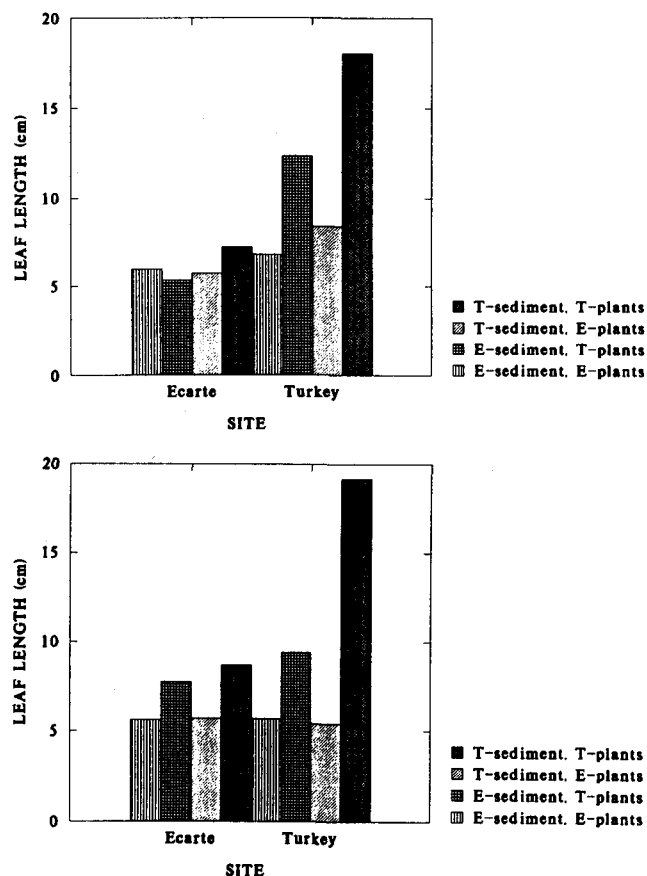 20
15
10
5
0
LEAF LENGTH (cm)
Ecarte Turkey
SITE
T-sediment. T-plants
T-sediment. E-plants
E-sediment. T-plants
E-sediment. E-plants
20
15
10
5
0
LEAF LENGTH (cm)
Ecarte Turkey
SITE
T-sediment. T-plants
T-sediment. E-plants
E-sediment. T-plants
E-sediment. E-plants